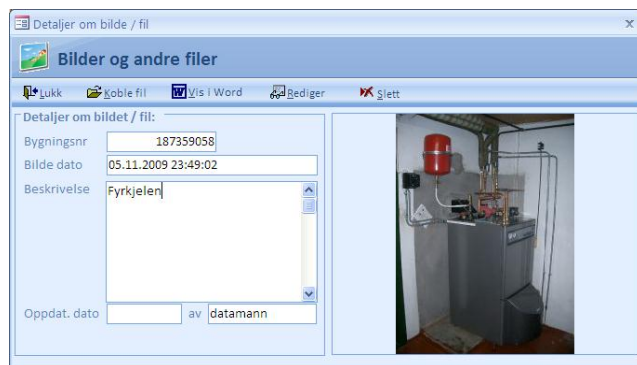 Detaljer om bilde / fil
Bilder og andre filer
Lukk Koble fil Vis i Word Rediger Slett
Detaljer om bildet / fil:
Bygningsnr 187359058
Bilde dato 05.11.2009 23:49:02
Beskrivelse Fyrkjelen
Oppdat. dato av datamann